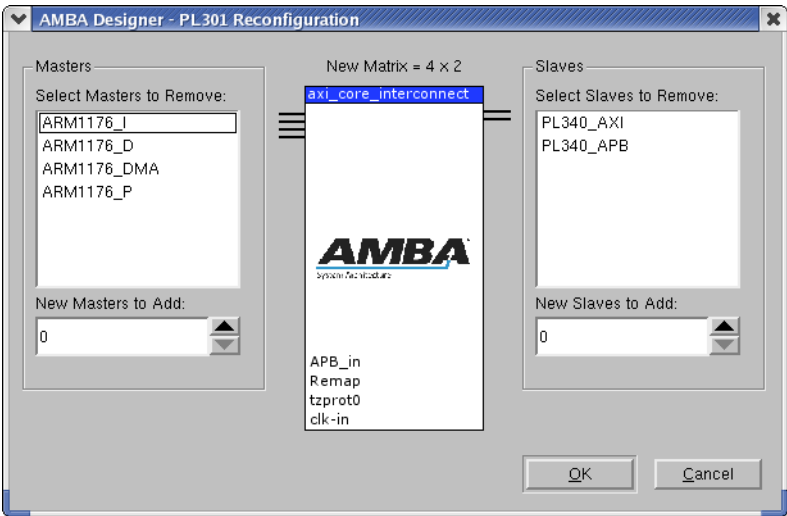 AMBA Designer - PL301 Reconfiguration
Masters
Select Masters to Remove:
ARM1176_I
ARM1176_D
ARM1176_DMA
ARM1176_P
New Masters to Add:
0
New Matrix = 4 × 2
axi_core_interconnect
AMBA
System Architecture
APB_in
Remap
tzprot0
clk-in
Slaves
Select Slaves to Remove:
PL340_AXI
PL340_APB
New Slaves to Add:
0
OK
Cancel